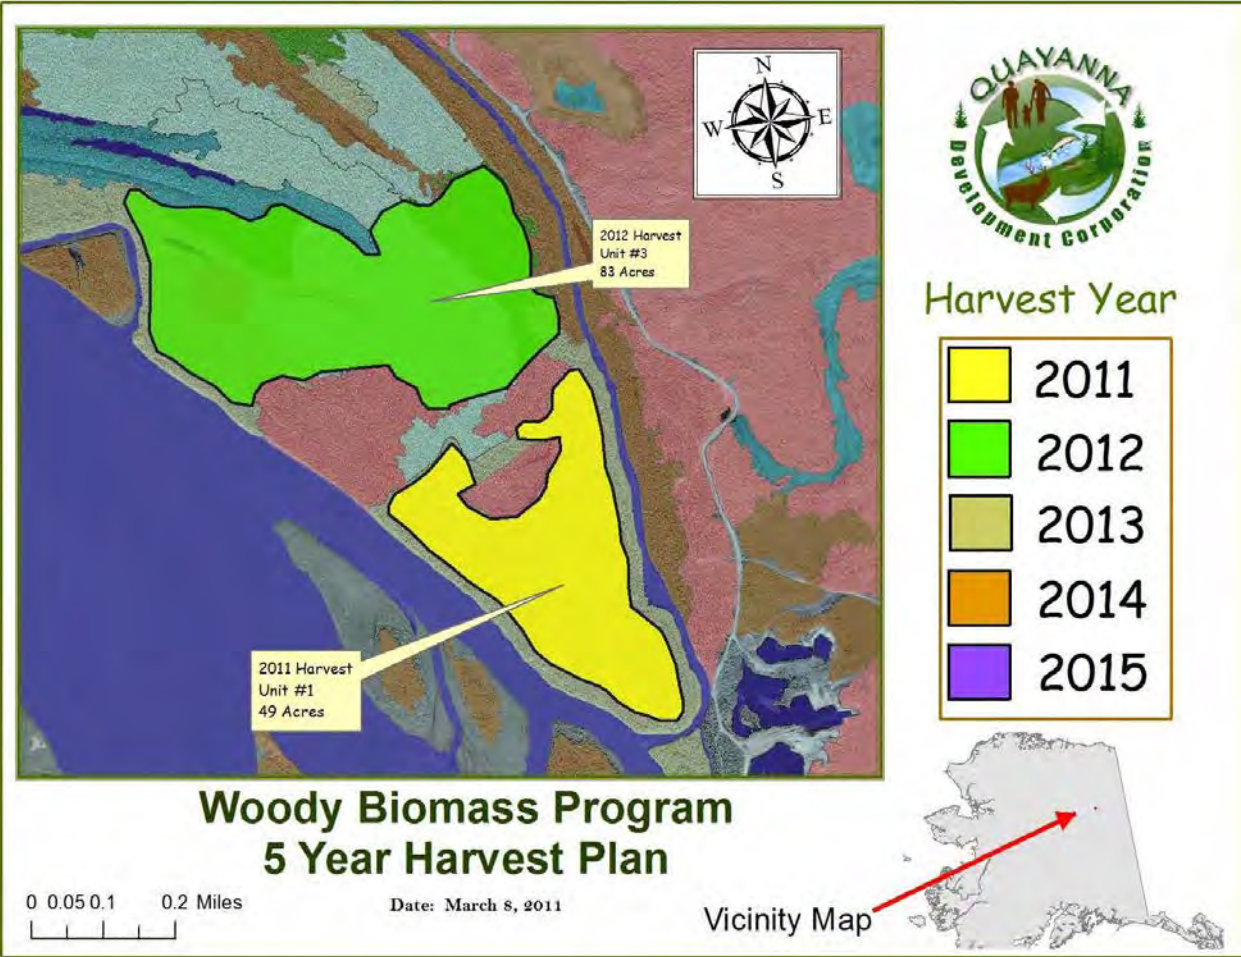 N
W
E
S
2012 Harvest
Unit #3
83 Acres
2011 Harvest
Unit #1
49 Acres
QUAYANNA
Development Corporation
Harvest Year
2011
2012
2013
2014
2015
Woody Biomass Program
5 Year Harvest Plan
Date: March 8, 2011
0 0.05 0.1 0.2 Miles
Vicinity Map